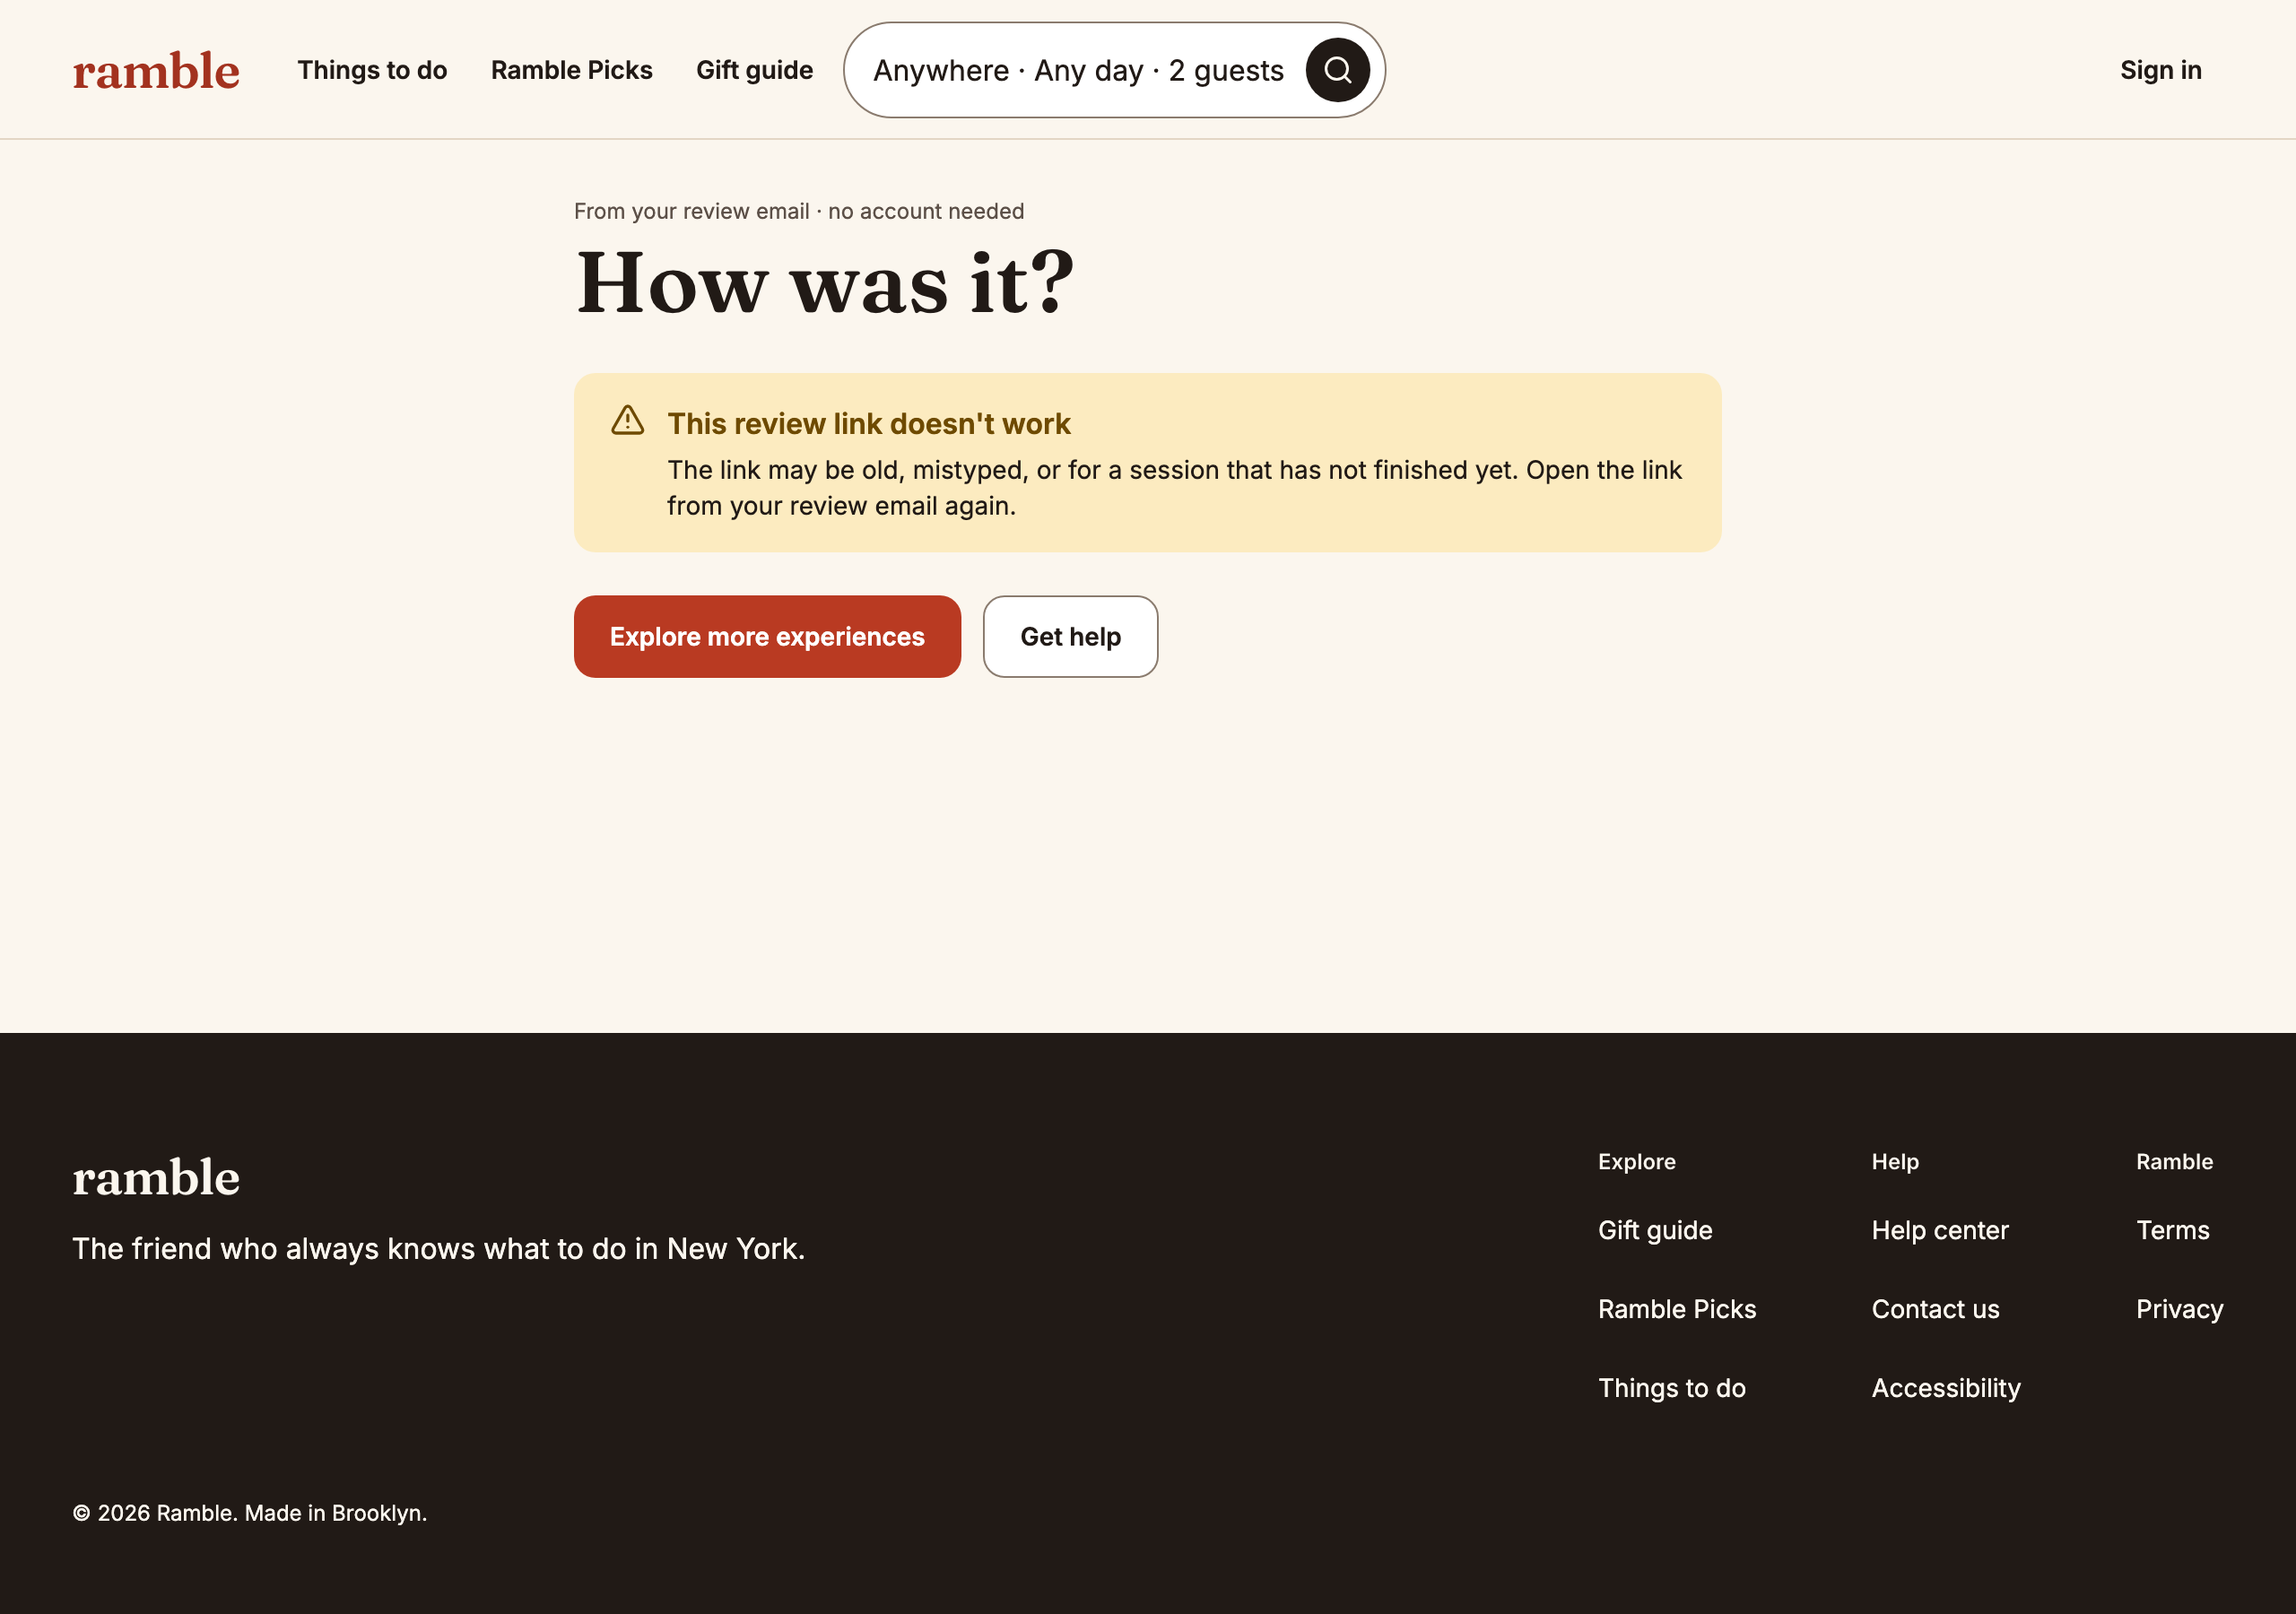 ramble
Things to do
Ramble Picks
Gift guide
Anywhere · Any day · 2 guests
Sign in
From your review email · no account needed
How was it?
This review link doesn't work
The link may be old, mistyped, or for a session that has not finished yet. Open the link
from your review email again.
Explore more experiences
Get help
ramble
The friend who always knows what to do in New York.
Explore
Gift guide
Ramble Picks
Things to do
Help
Help center
Contact us
Accessibility
Ramble
Terms
Privacy
© 2026 Ramble. Made in Brooklyn.